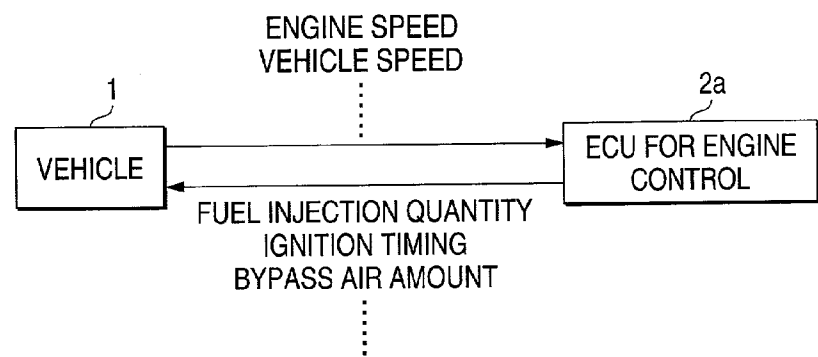 ENGINE SPEED
VEHICLE SPEED
1
2a
VEHICLE
ECU FOR ENGINE
CONTROL
FUEL INJECTION QUANTITY
IGNITION TIMING
BYPASS AIR AMOUNT